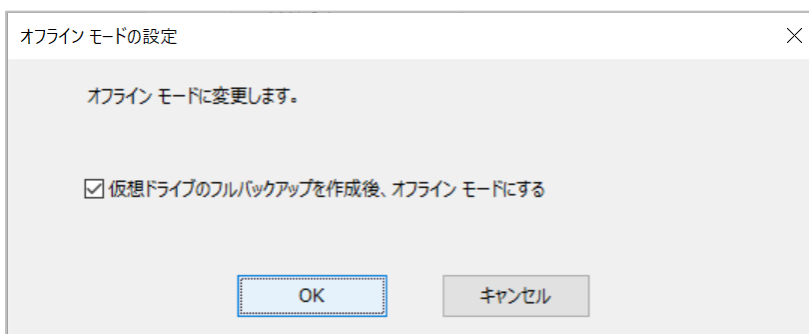 オフライン モードの設定
オフライン モードに変更します。
仮想ドライブのフルバックアップを作成後、オフライン モードにする
OK
キャンセル